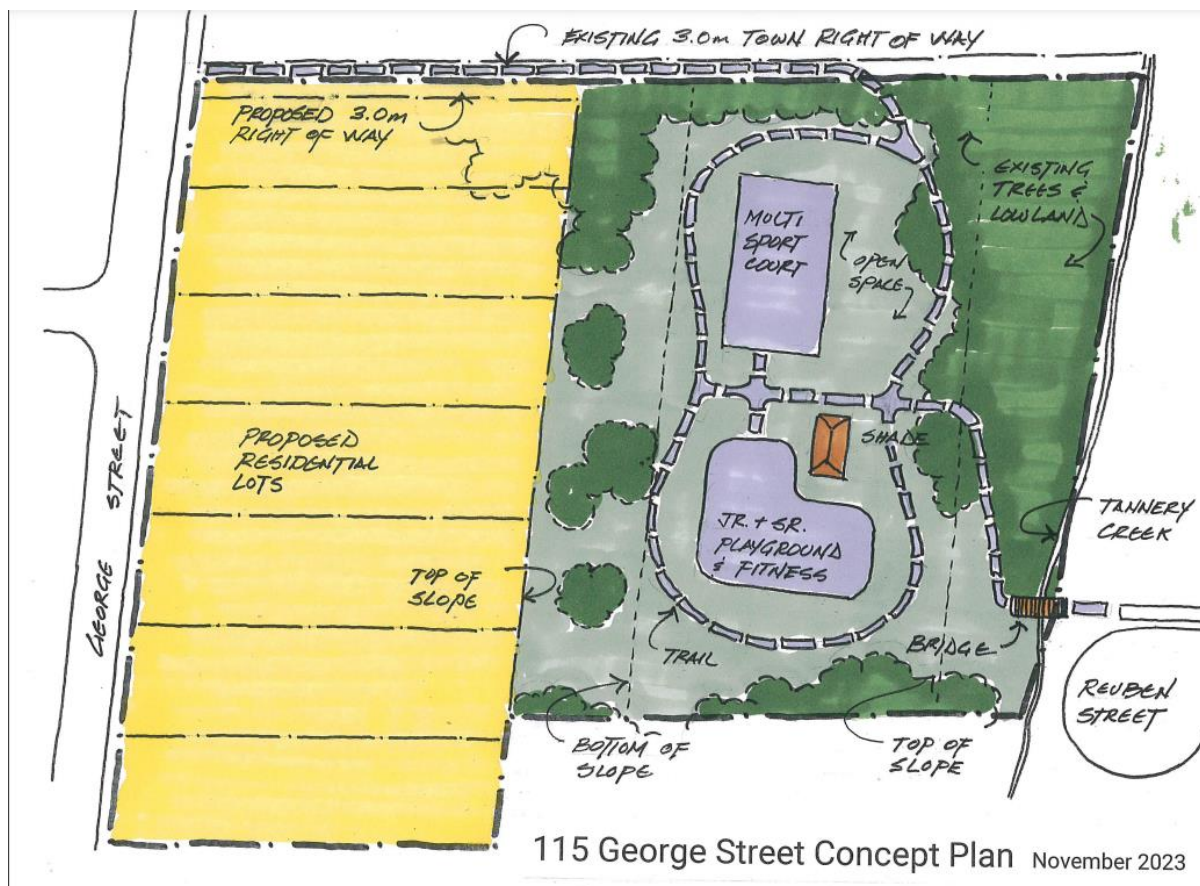 EXISTING 3.0m TOWN RIGHT OF WAY
PROPOSED 3.0m
RIGHT OF WAY
EXISTING
TREES &
LOWLAND
MULTI
SPORT
COURT
OPEN
SPACE
PROPOSED
RESIDENTIAL
LOTS
SHADE
GEORGE STREET
TANNERY
CREEK
JR. + SR.
PLAYGROUND
& FITNESS
TOP OF
SLOPE
TRAIL
BRIDGE
REUBEN
STREET
BOTTOM OF
SLOPE
TOP OF
SLOPE
115 George Street Concept Plan November 2023